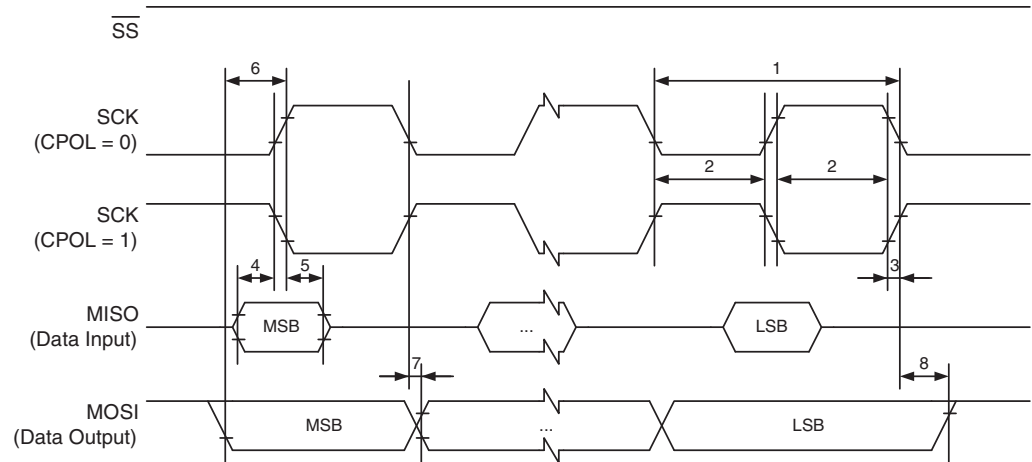 SS
6
1
SCK
(CPOL = 0)
2
2
SCK
(CPOL = 1)
4
5
3
MISO
(Data Input)
MSB
...
LSB
7
8
MOSI
(Data Output)
MSB
...
LSB